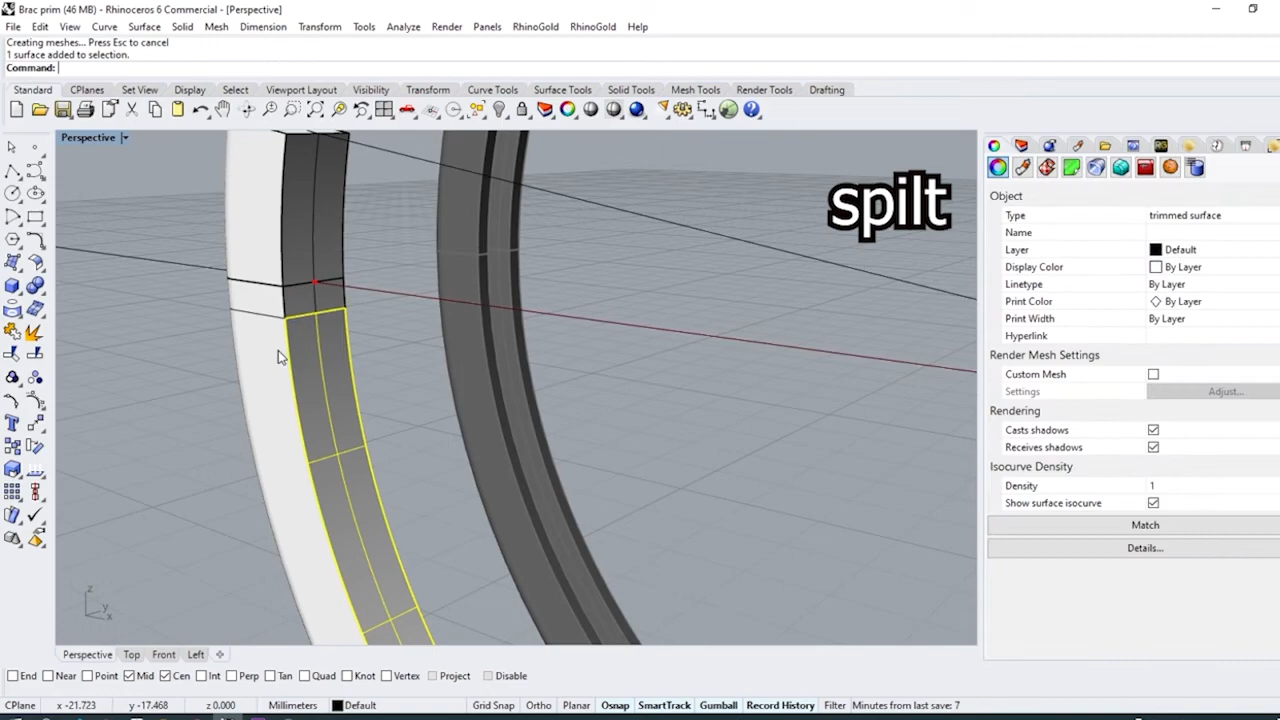 Brac prim (46 MB) - Rhinoceros 6 Commercial - [Perspective]
File Edit View Curve Surface Solid Mesh Dimension Transform Tools Analyze Render Panels RhinoGold RhinoGold Help
Creating meshes... Press Esc to cancel
1 surface added to selection.
Command:
Standard CPlanes Set View Display Select Viewport Layout Visibility Transform Curve Tools Surface Tools Solid Tools Mesh Tools Render Tools Drafting
Perspective
spilt
Object
Type trimmed surface
Name
Layer Default
Display Color By Layer
Linetype By Layer
Print Color By Layer
Print Width By Layer
Hyperlink
Render Mesh Settings
Custom Mesh
Settings Adjust...
Rendering
Casts shadows
Receives shadows
Isocurve Density
Density 1
Show surface isocurve
Match
Details...
z
y
x
Perspective Top Front Left
End Near Point Mid Cen Int Perp Tan Quad Knot Vertex Project Disable
CPlane x -21.723 y -17.468 z 0.000 Millimeters Default Grid Snap Ortho Planar Osnap SmartTrack Gumball Record History Filter Minutes from last save: 7